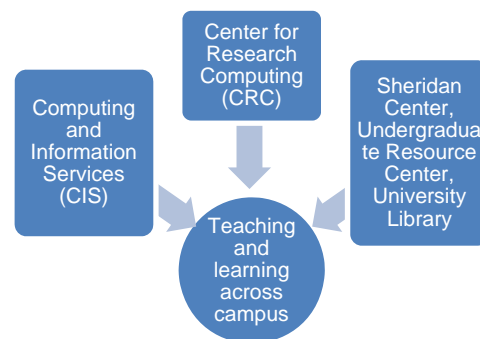 Center for
Research
Computing
(CRC)
Computing
and
Information
Services
(CIS)
Sheridan
Center,
Undergradua
te Resource
Center,
University
Library
Teaching
and
learning
across
campus